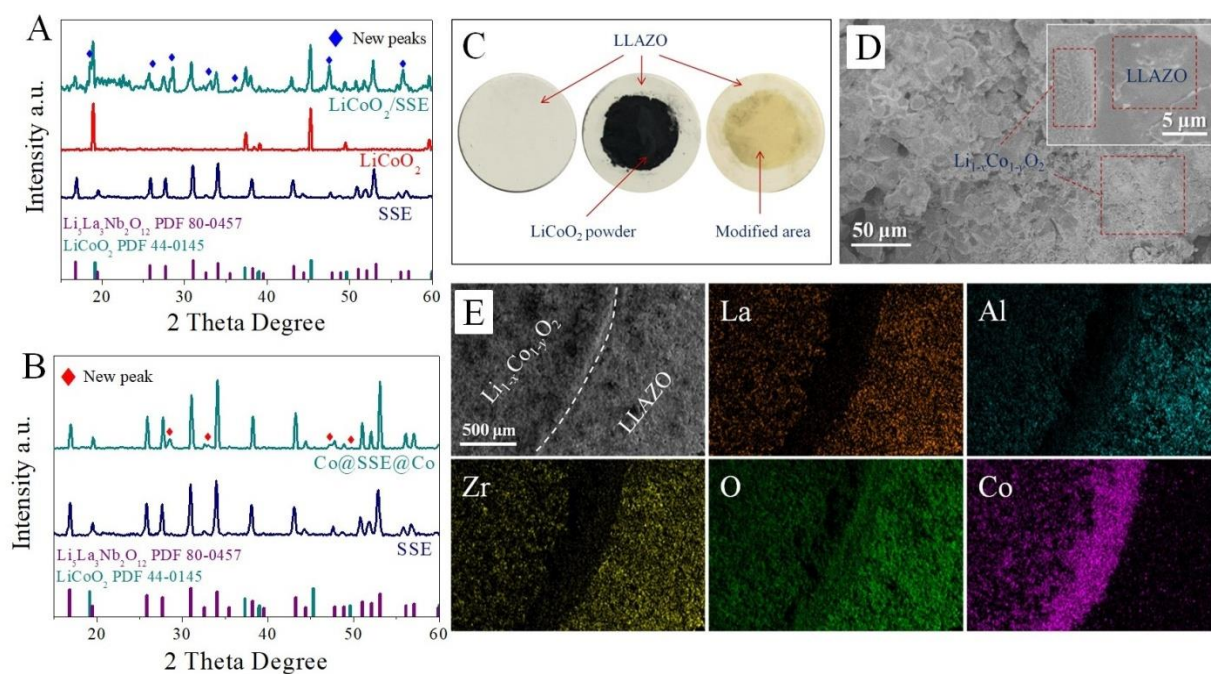 A
New peaks
LiCoO₂/SSE
LiCoO₂
SSE
Li₅La₃Nb₂O₁₂ PDF 80-0457
LiCoO₂ PDF 44-0145
20 30 40 50 60
2 Theta Degree
Intensity a.u.
B
New peak
Co@SSE@Co
SSE
Li₅La₃Nb₂O₁₂ PDF 80-0457
LiCoO₂ PDF 44-0145
20 30 40 50 60
2 Theta Degree
Intensity a.u.
C
LLAZO
LiCoO₂ powder
Modified area
D
LLAZO
5 μm
Li₁₋ₓCo₁₋ᵧO₂
50 μm
E
Li₁₋ₓCo₁₋ᵧO₂
LLAZO
500 μm
La
Al
Zr
O
Co